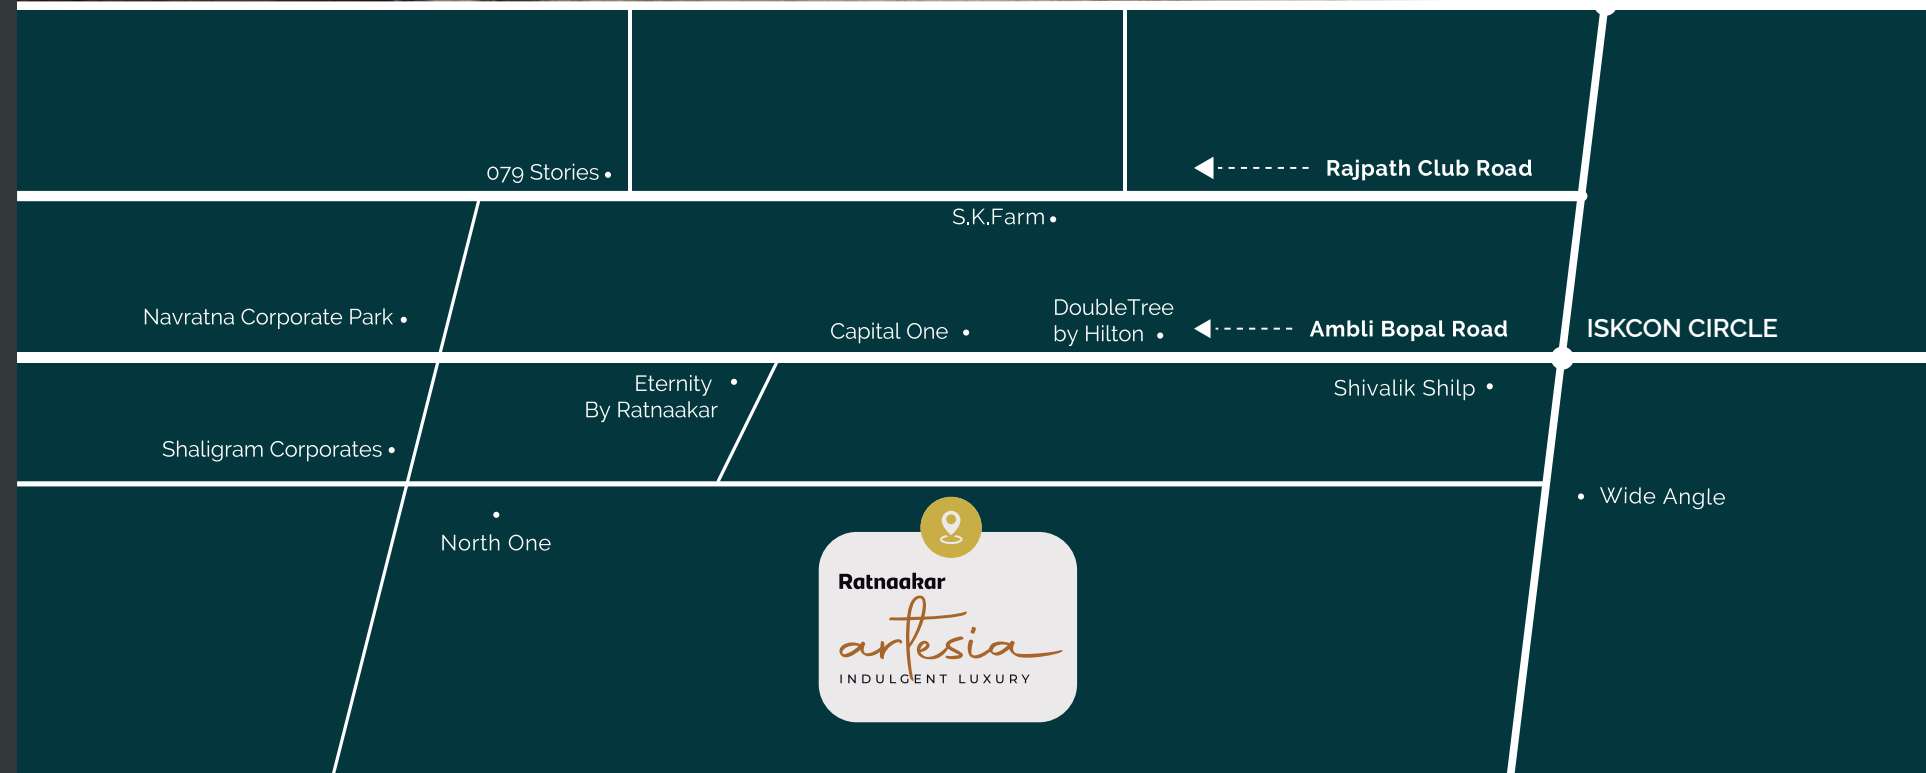 079 Stories
Rajpath Club Road
S.K.Farm
Navratna Corporate Park
Capital One
DoubleTree
by Hilton
Ambli Bopal Road
ISKCON CIRCLE
Eternity
By Ratnaakar
Shivalik Shilp
Shaligram Corporates
North One
Wide Angle
Ratnaakar
artesia
INDULGENT LUXURY